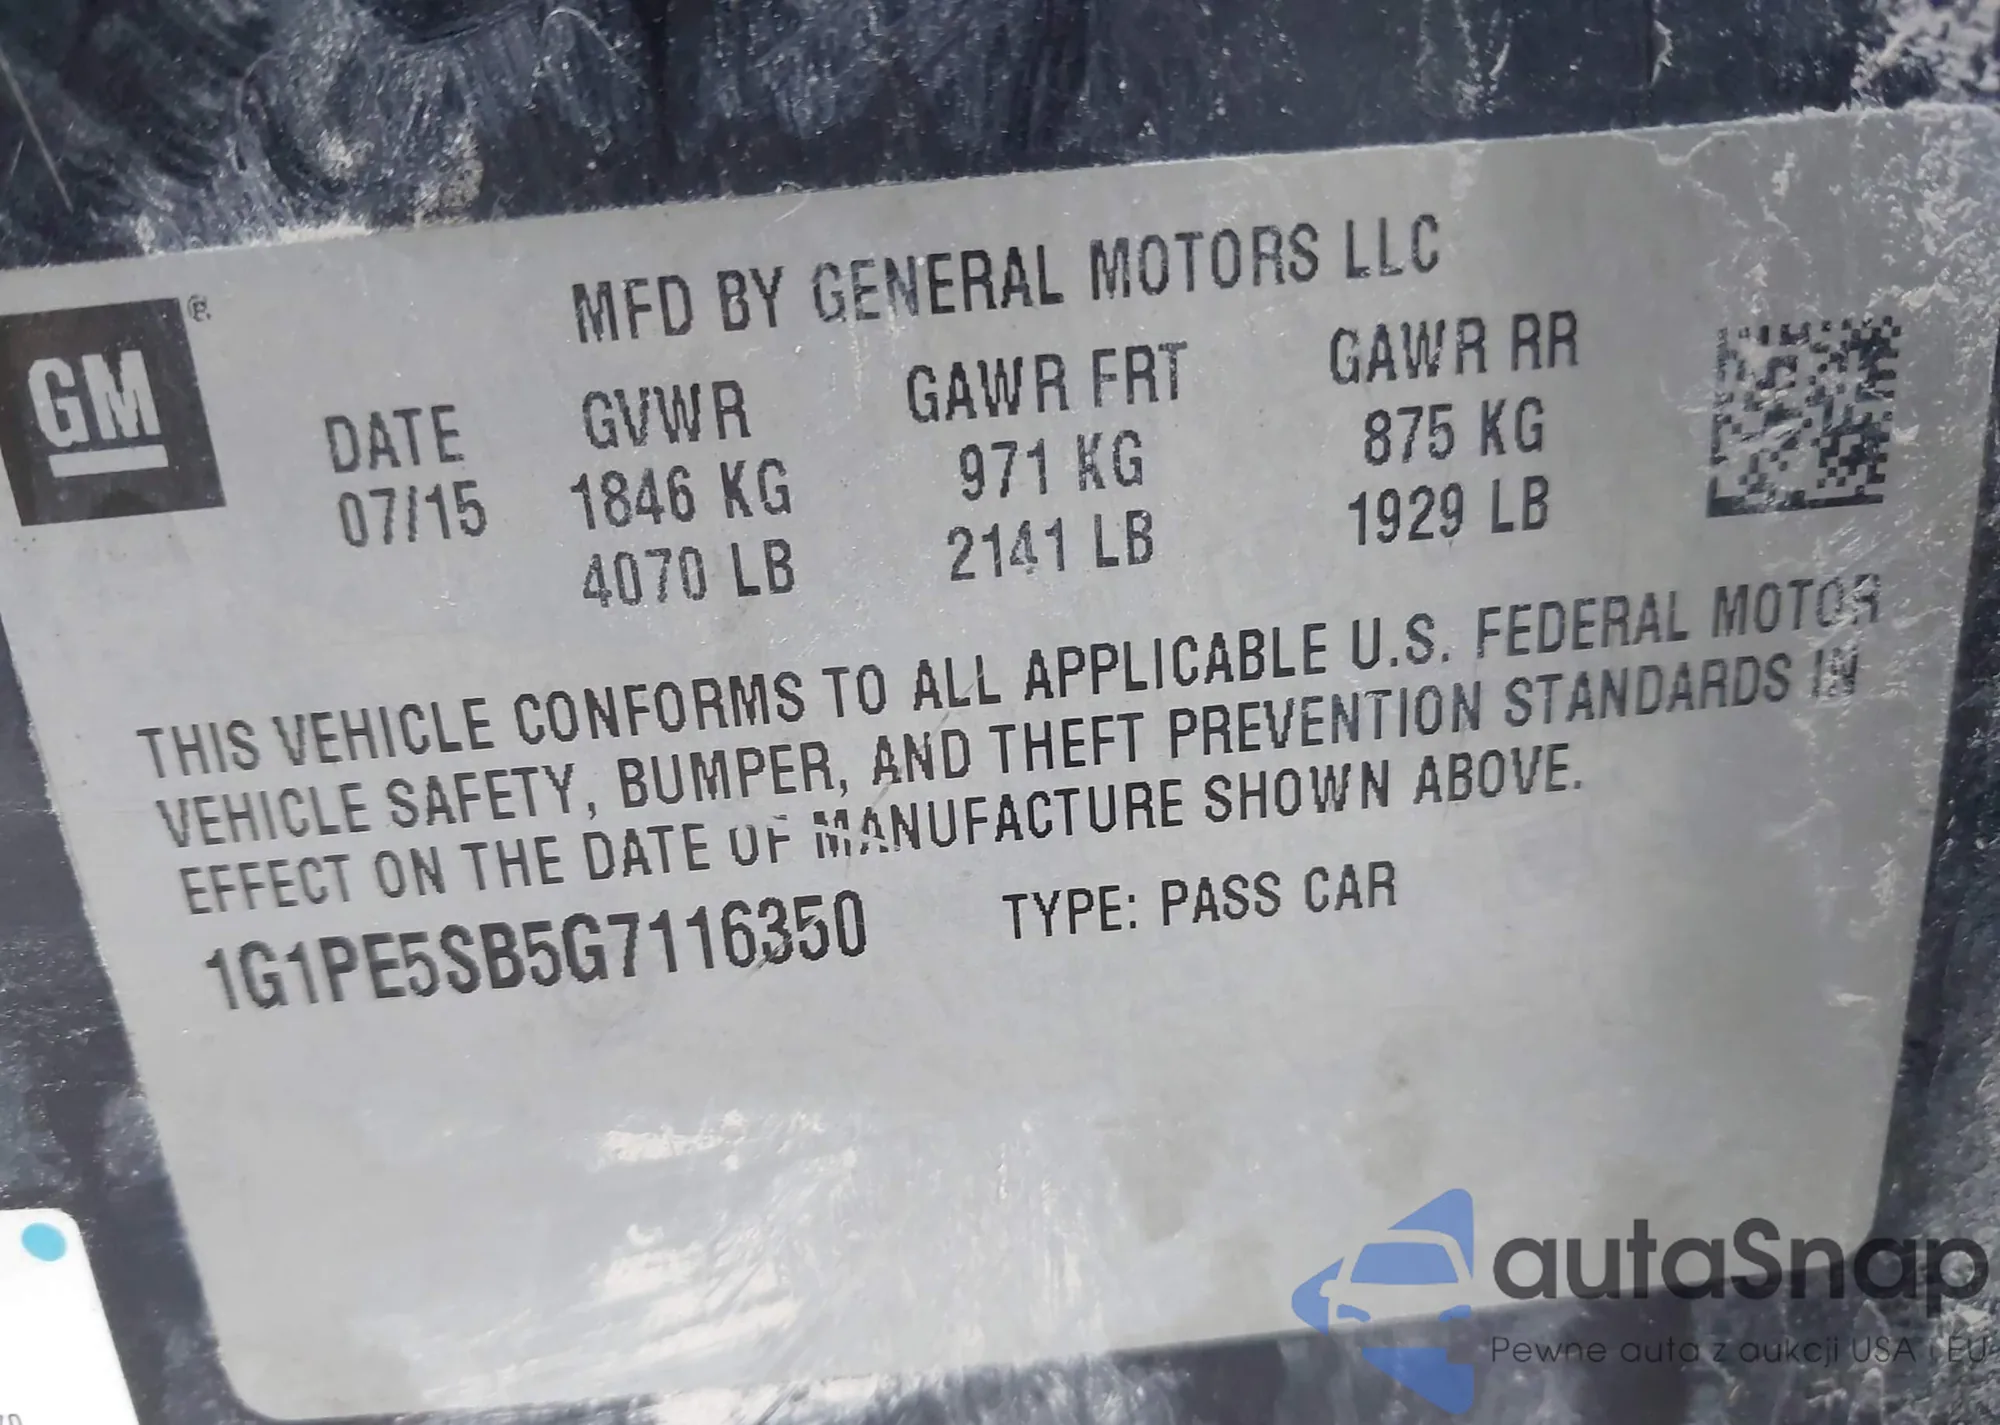 MFD BY GENERAL MOTORS LLC
GM ®
DATE GVWR GAWR FRT GAWR RR
07/15 1846 KG 971 KG 875 KG
4070 LB 2141 LB 1929 LB
THIS VEHICLE CONFORMS TO ALL APPLICABLE U.S. FEDERAL MOTOR
VEHICLE SAFETY, BUMPER, AND THEFT PREVENTION STANDARDS IN
EFFECT ON THE DATE OF MANUFACTURE SHOWN ABOVE.
1G1PE5SB5G7116350 TYPE: PASS CAR
autaSnap
Pewne auta z aukcji USA i EU